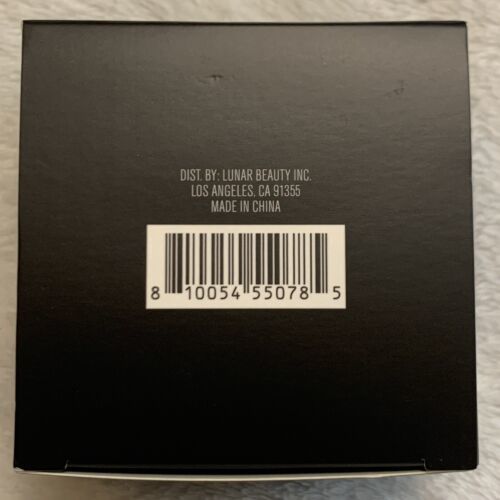 DIST. BY: LUNAR BEAUTY INC.
LOS ANGELES, CA 91355
MADE IN CHINA
8 10054 55078 5